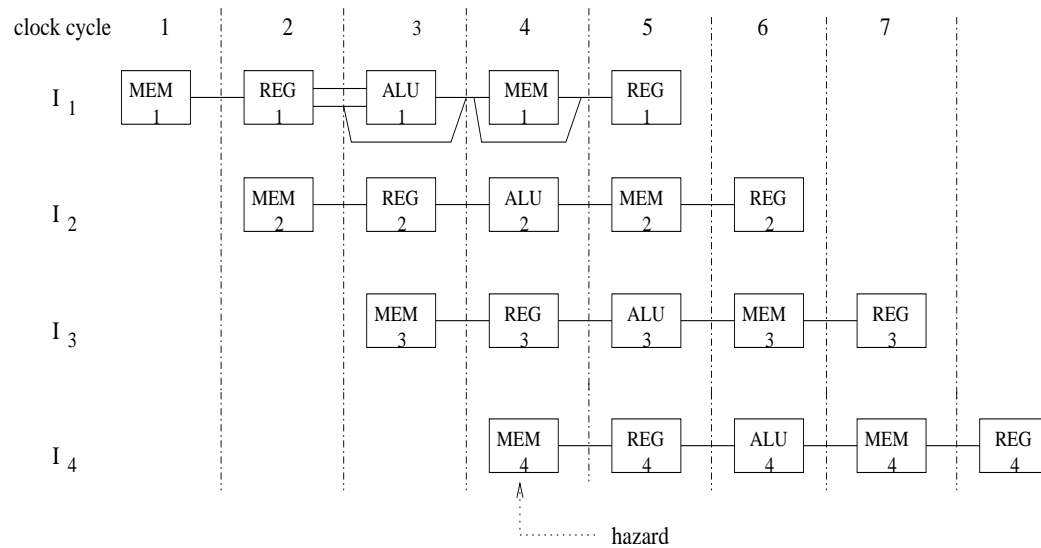 clock cycle 1 2 3 4 5 6 7
I 1 MEM 1 REG 1 ALU 1 MEM 1 REG 1
I 2 MEM 2 REG 2 ALU 2 MEM 2 REG 2
I 3 MEM 3 REG 3 ALU 3 MEM 3 REG 3
I 4 MEM 4 REG 4 ALU 4 MEM 4 REG 4
hazard